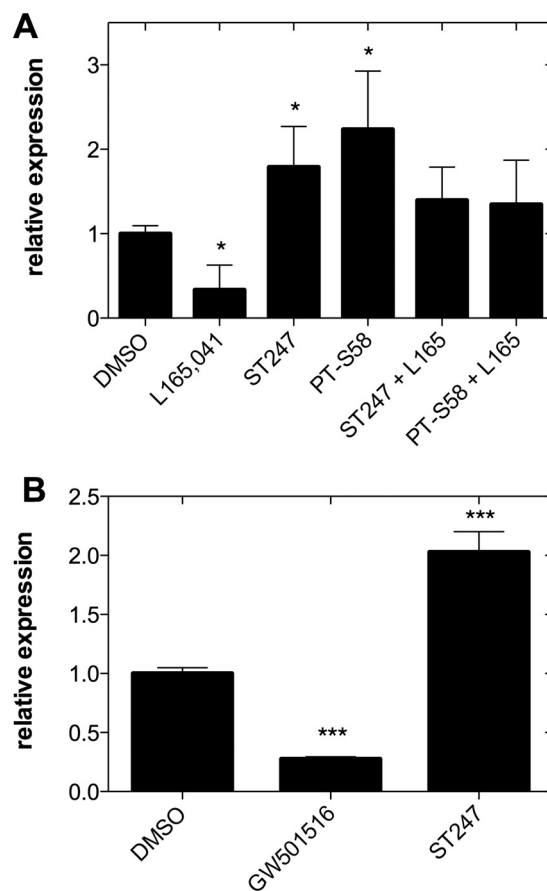 A
relative expression
3
2
1
0
*
*
*
DMSO
L165,041
ST247
PT-S58
ST247 + L165
PT-S58 + L165
B
relative expression
2.5
2.0
1.5
1.0
0.5
0.0
***
***
DMSO
GW501516
ST247